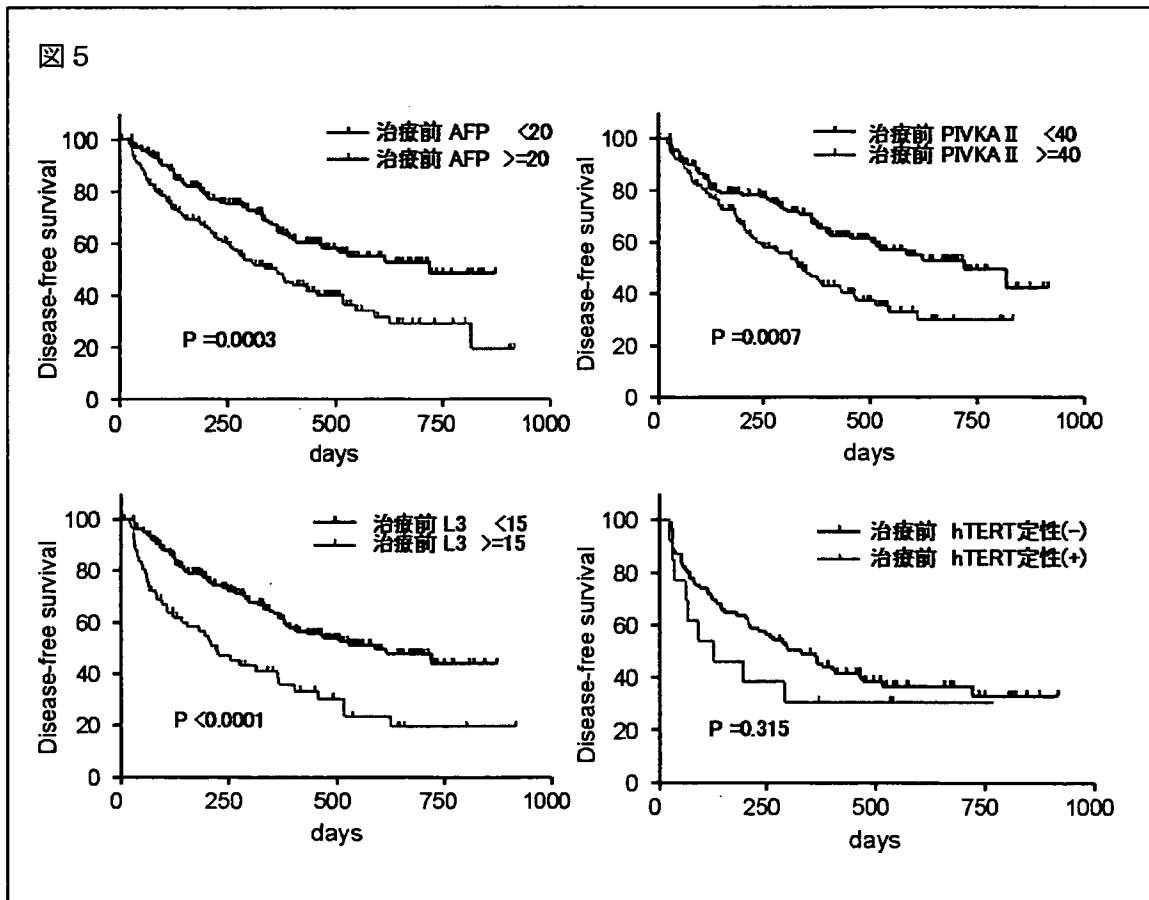 図5
治療前 AFP <20
治療前 AFP >=20
100
80
60
40
20
0
Disease-free survival
P =0.0003
0 250 500 750 1000
days
治療前 PIVKA II <40
治療前 PIVKA II >=40
100
80
60
40
20
0
Disease-free survival
P =0.0007
0 250 500 750 1000
days
治療前 L3 <15
治療前 L3 >=15
100
80
60
40
20
0
Disease-free survival
P <0.0001
0 250 500 750 1000
days
治療前 hTERT定性(-)
治療前 hTERT定性(+)
100
80
60
40
20
0
Disease-free survival
P =0.315
0 250 500 750 1000
days